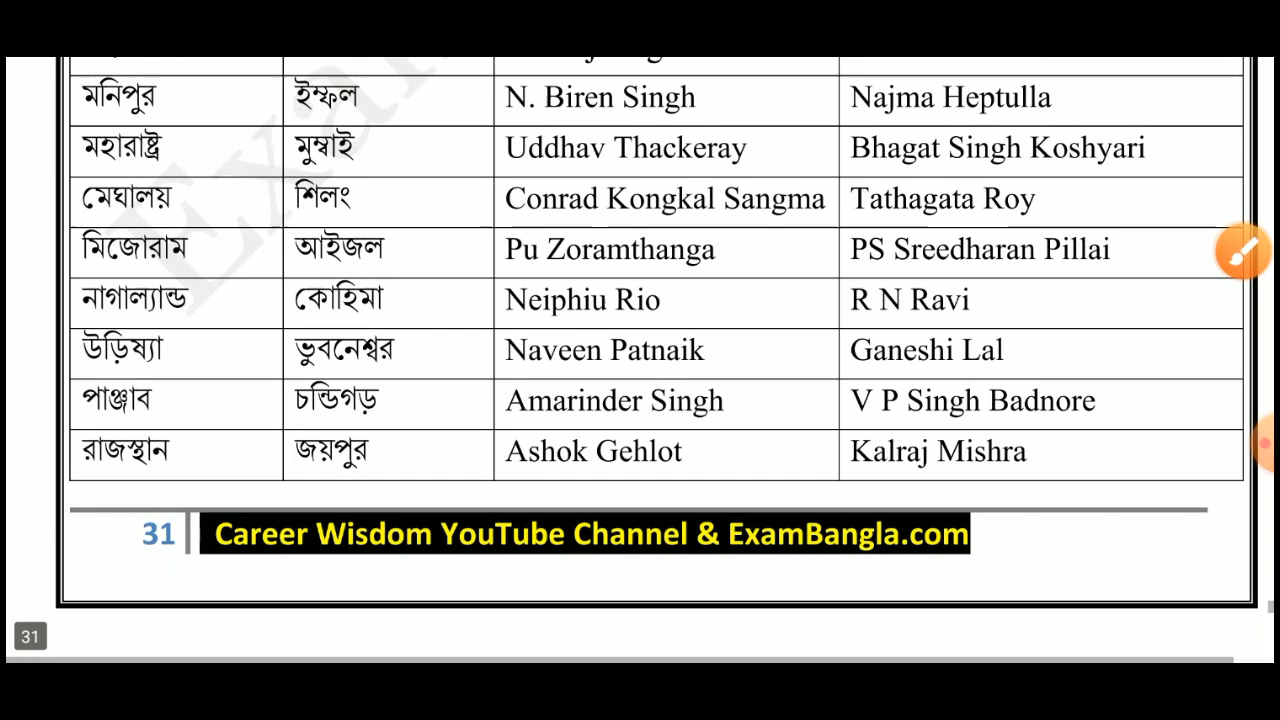 মনিপুর ইম্ফল N. Biren Singh Najma Heptulla
মহারাষ্ট্র মুম্বাই Uddhav Thackeray Bhagat Singh Koshyari
মেঘালয় শিলং Conrad Kongkal Sangma Tathagata Roy
মিজোরাম আইজল Pu Zoramthanga PS Sreedharan Pillai
নাগাল্যান্ড কোহিমা Neiphiu Rio R N Ravi
উড়িষ্যা ভুবনেশ্বর Naveen Patnaik Ganeshi Lal
পাঞ্জাব চন্ডিগড় Amarinder Singh V P Singh Badnore
রাজস্থান জয়পুর Ashok Gehlot Kalraj Mishra
31 Career Wisdom YouTube Channel & ExamBangla.com
31